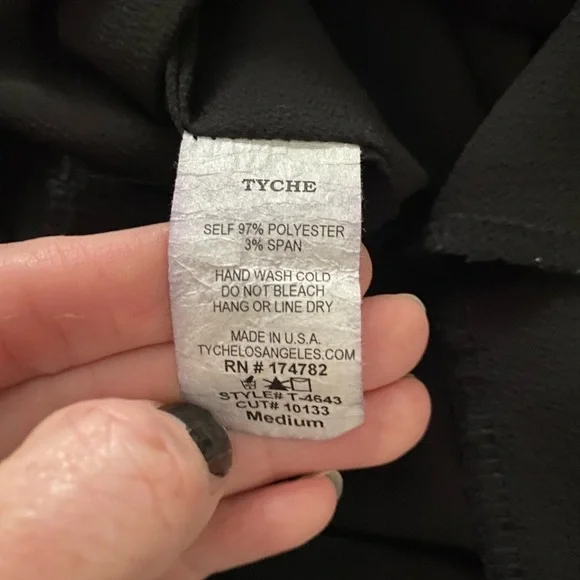 TYCHE
SELF 97% POLYESTER
3% SPAN
HAND WASH COLD
DO NOT BLEACH
HANG OR LINE DRY
MADE IN U.S.A.
TYCHELOSANGELES.COM
RN # 174782
STYLE# T-4643
CUT# 10133
Medium